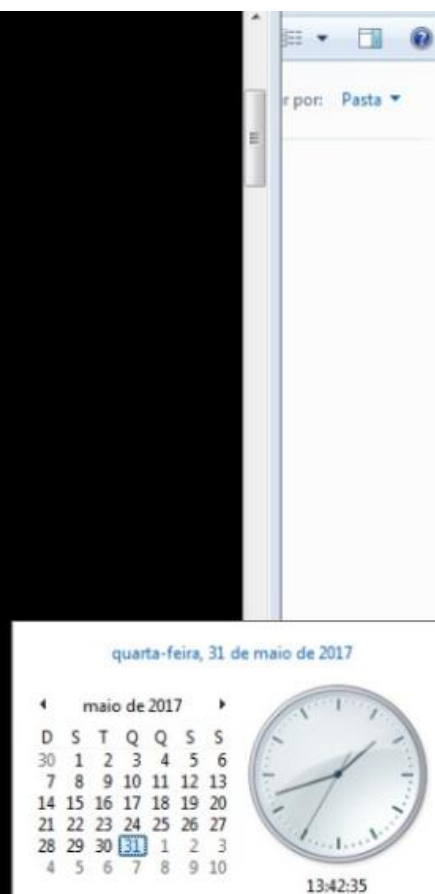 r por: Pasta
quarta-feira, 31 de maio de 2017
maio de 2017
D S T Q Q S S
30 1 2 3 4 5 6
7 8 9 10 11 12 13
14 15 16 17 18 19 20
21 22 23 24 25 26 27
28 29 30 31 1 2 3
4 5 6 7 8 9 10
13:42:35